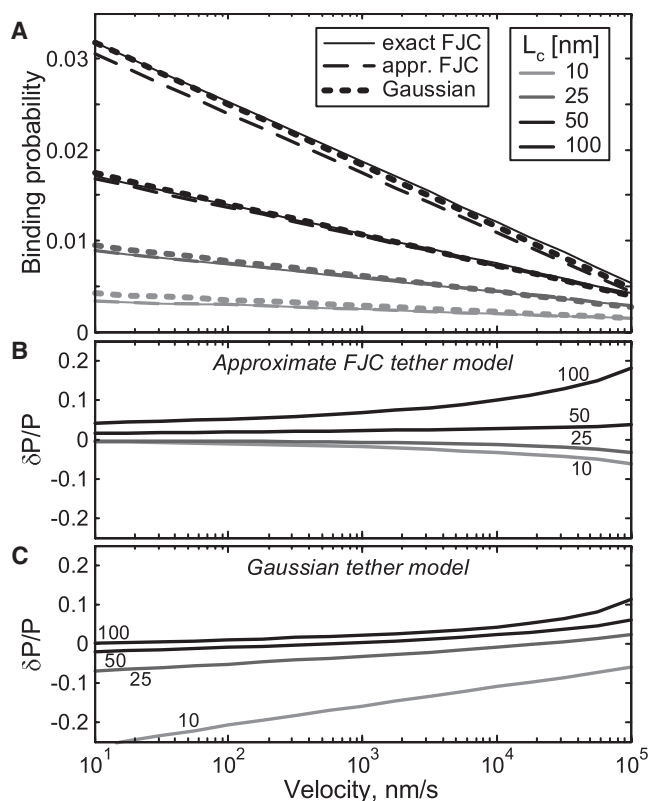 A
Binding probability
0.03
0.02
0.01
0
exact FJC
appr. FJC
Gaussian
L_c [nm]
10
25
50
100
B
Approximate FJC tether model
δP/P
0.2
0.1
0
-0.1
-0.2
100
50
25
10
C
Gaussian tether model
δP/P
0.2
0.1
0
-0.1
-0.2
100
50
25
10
10^1 10^2 10^3 10^4 10^5
Velocity, nm/s